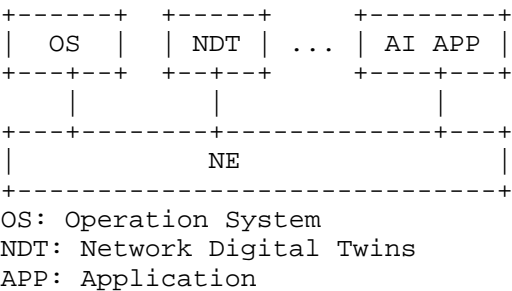 OS NDT ... AI APP
NE
OS: Operation System
NDT: Network Digital Twins
APP: Application